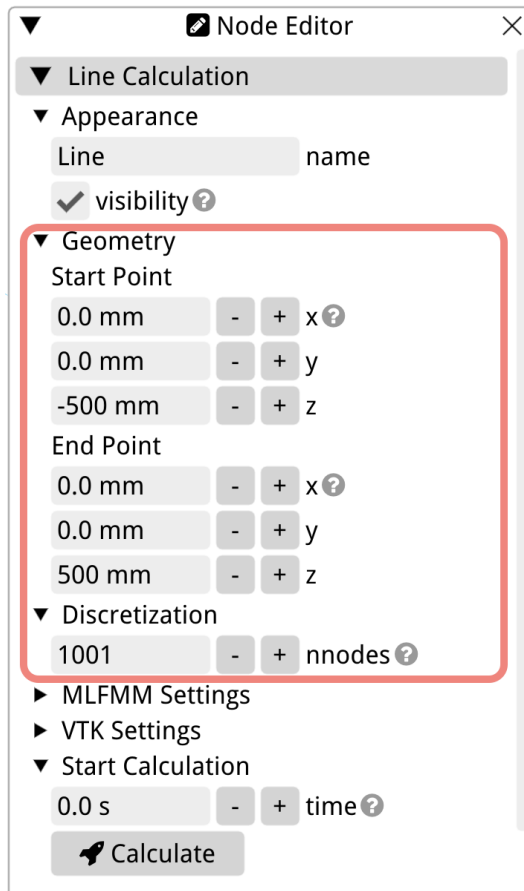 Node Editor
Line Calculation
Appearance
Line name
visibility ?
Geometry
Start Point
0.0 mm - + x ?
0.0 mm - + y
-500 mm - + z
End Point
0.0 mm - + x ?
0.0 mm - + y
500 mm - + z
Discretization
1001 - + nnodes ?
MLFMM Settings
VTK Settings
Start Calculation
0.0 s - + time ?
Calculate